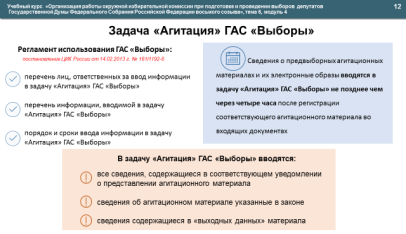 Учебный курс «Организация работы окружной избирательной комиссии при подготовке и проведении выборов депутатов
Государственной Думы Федерального Собрания Российской Федерации восьмого созыва», тема 6, модуль 4
12
Задача «Агитация» ГАС «Выборы»
Регламент использования ГАС «Выборы»:
постановление ЦИК России от 14.02.2013 г. № 161/1192-6
перечень лиц, ответственных за ввод информации
в задачу «Агитация» ГАС «Выборы»
перечень информации, вводимой в задачу
«Агитация» ГАС «Выборы»
порядок и сроки ввода информации в задачу
«Агитация» ГАС «Выборы»
Сведения о предвыборных агитационных
материалах и их электронные образы вводятся в
задачу «Агитация» ГАС «Выборы» не позднее чем
через четыре часа после регистрации
соответствующего агитационного материала во
входящих документах
В задачу «Агитация» ГАС «Выборы» вводятся:
все сведения, содержащиеся в соответствующем уведомлении
о представлении агитационного материала
сведения об агитационном материале указанные в законе
сведения содержащиеся в «выходных данных» материала